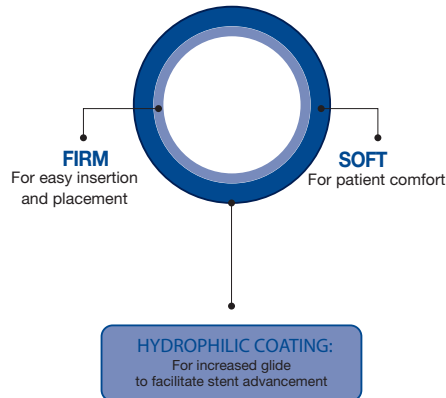 FIRM
For easy insertion
and placement
SOFT
For patient comfort
HYDROPHILIC COATING:
For increased glide
to facilitate stent advancement